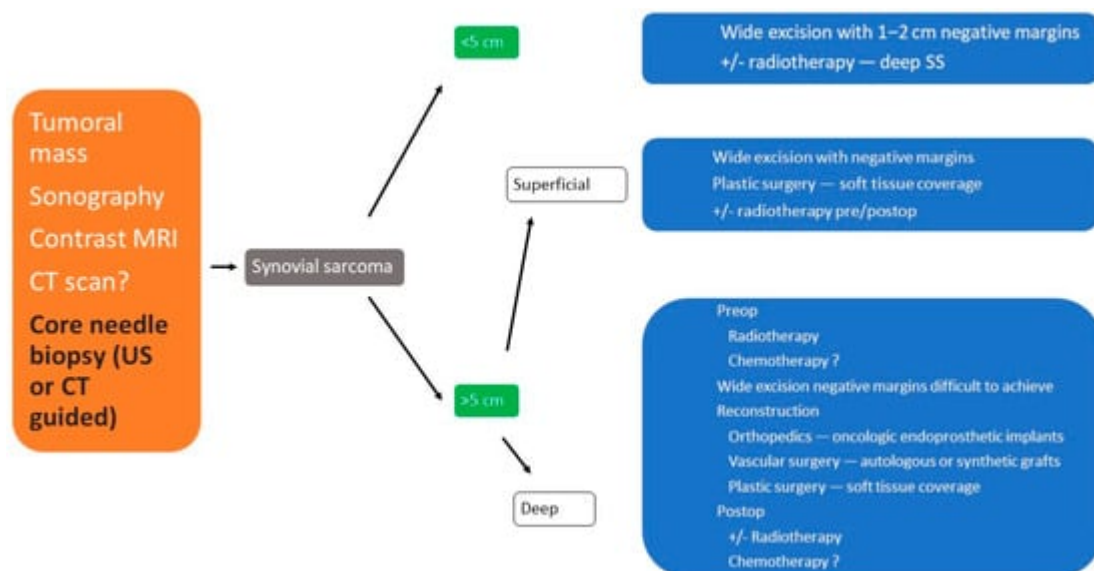 Tumoral
mass
Sonography
Contrast MRI
CT scan?
Core needle
biopsy (US
or CT
guided)
Synovial sarcoma
<5 cm
Wide excision with 1–2 cm negative margins
+/- radiotherapy — deep SS
Superficial
Wide excision with negative margins
Plastic surgery — soft tissue coverage
+/- radiotherapy pre/postop
>5 cm
Deep
Preop
Radiotherapy
Chemotherapy ?
Wide excision negative margins difficult to achieve
Reconstruction
Orthopedics — oncologic endoprosthetic implants
Vascular surgery — autologous or synthetic grafts
Plastic surgery — soft tissue coverage
Postop
+/- Radiotherapy
Chemotherapy ?